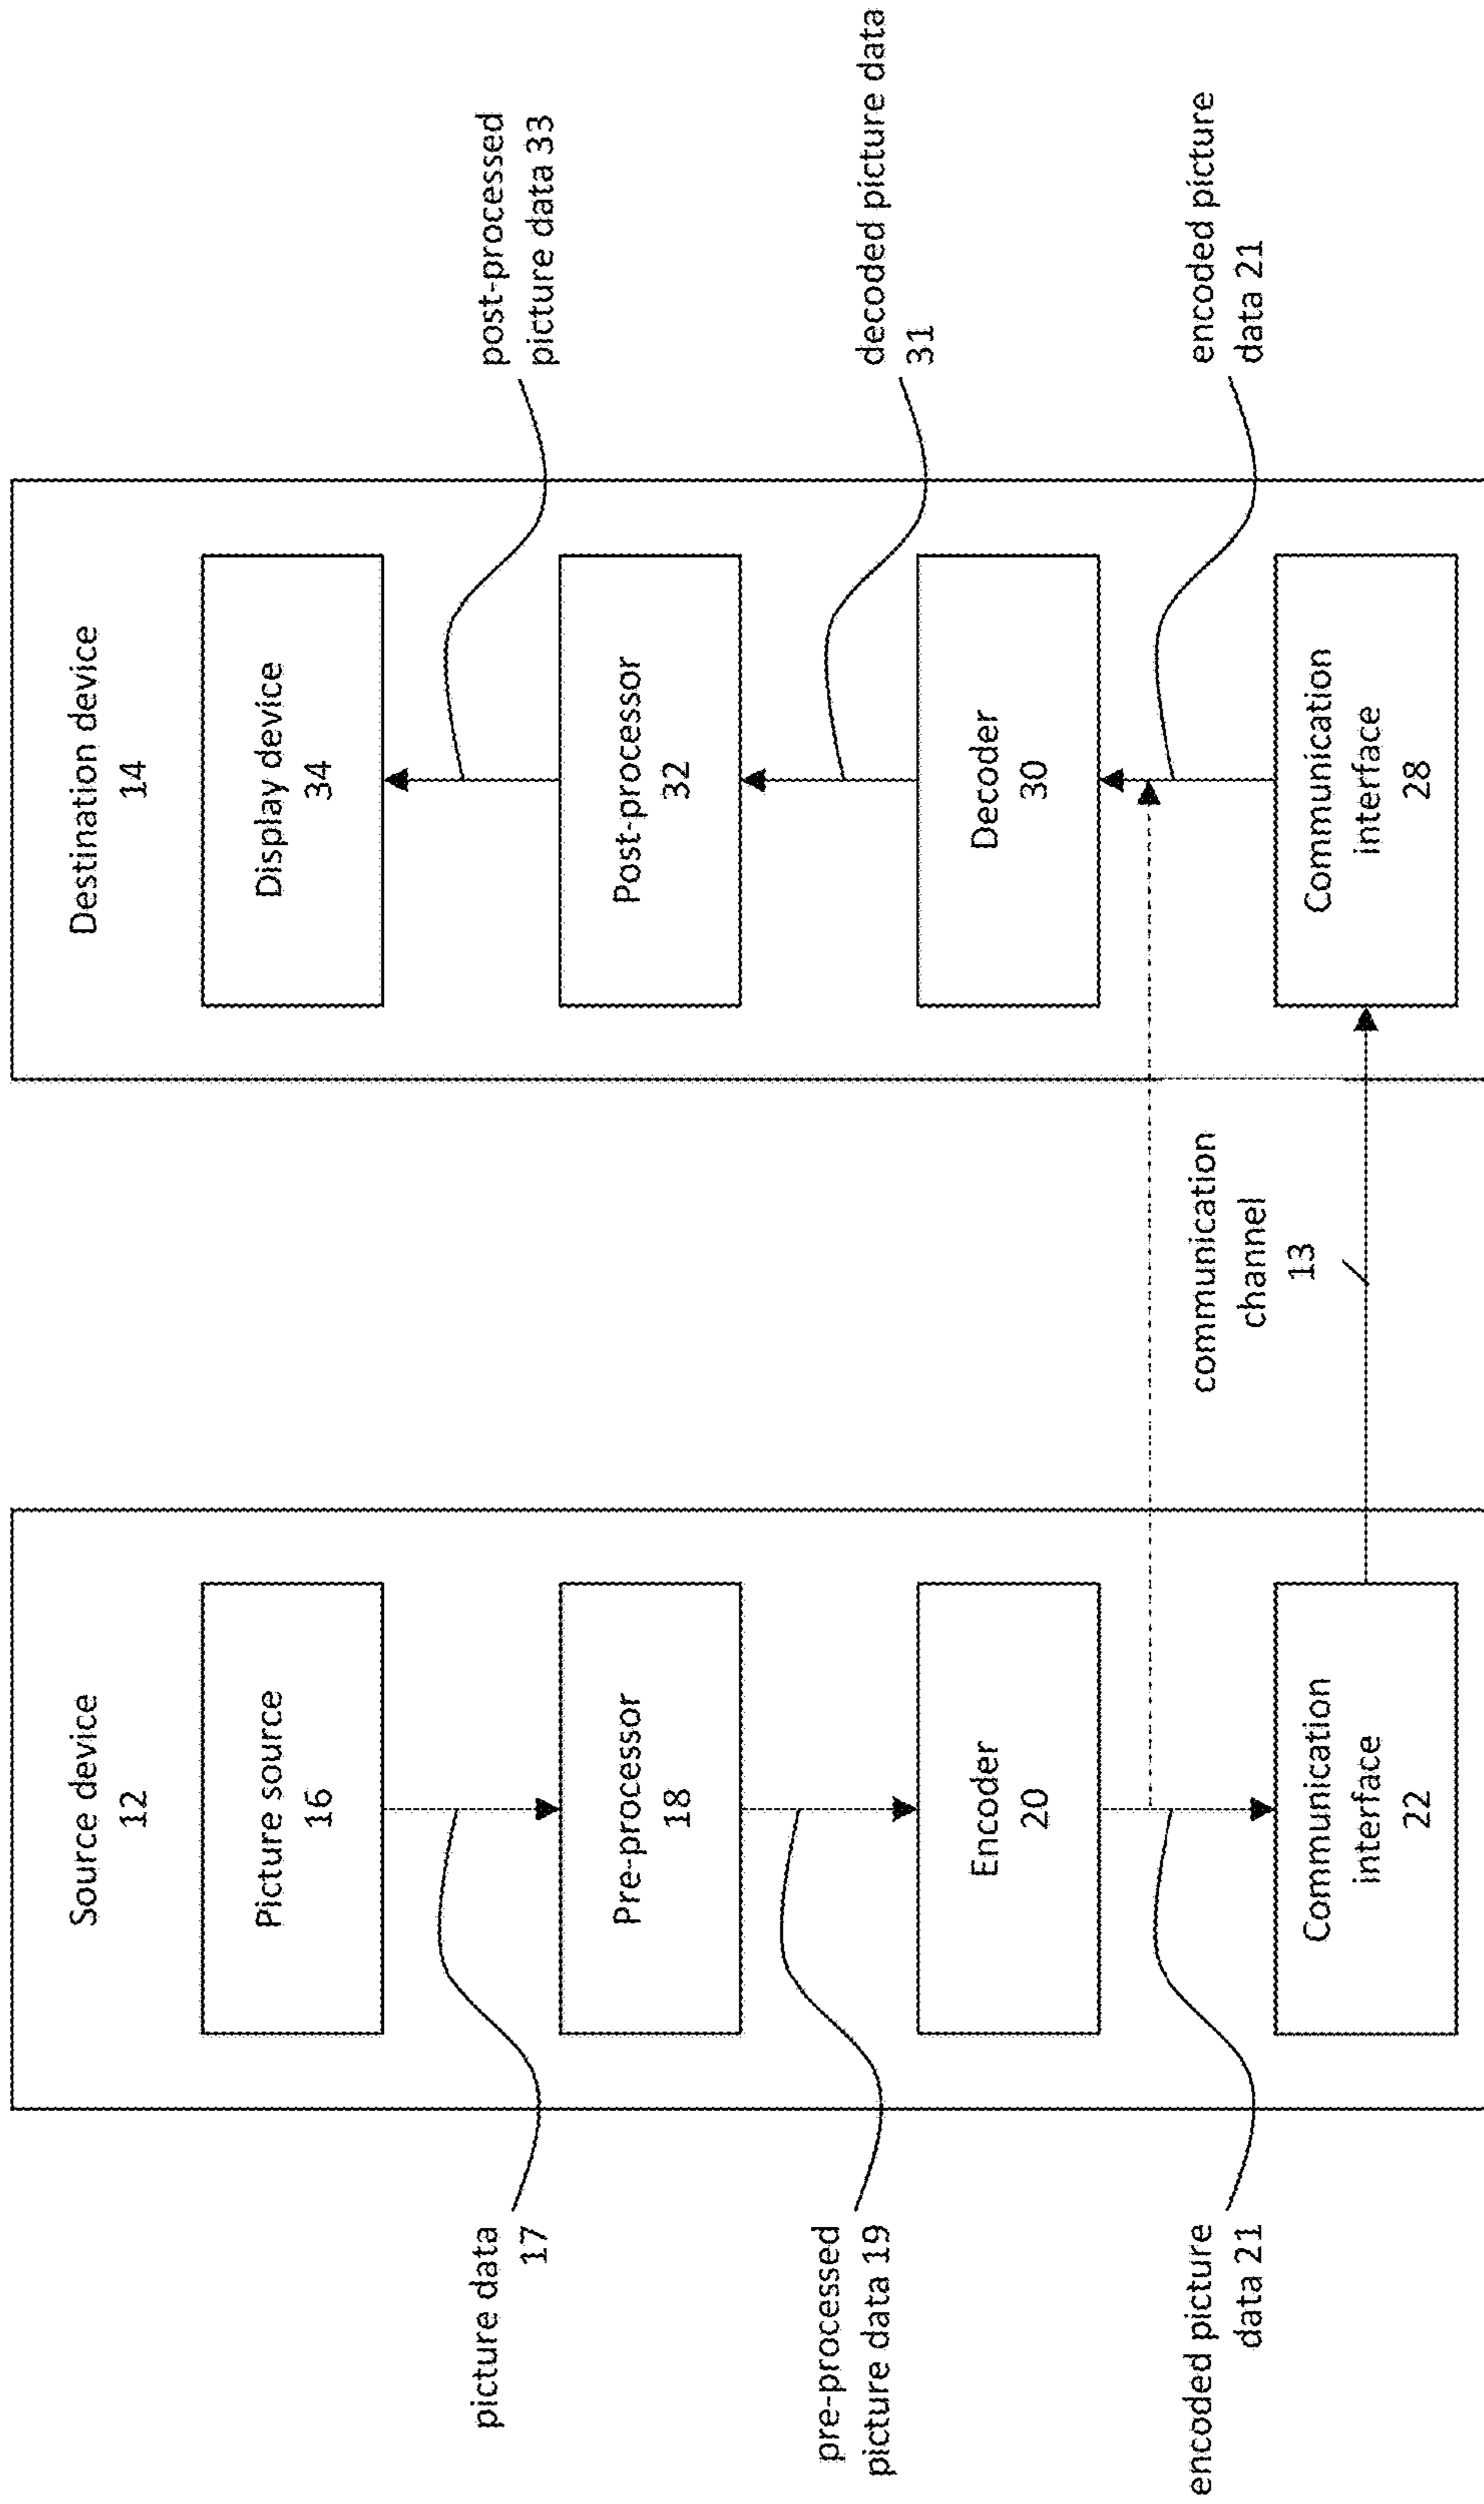 Source device
12
Picture source
16
picture data
17
Pre-processor
18
pre-processed
picture data 19
Encoder
20
encoded picture
data 21
Communication
interface
22
communication
channel
13
Destination device
14
Display device
34
post-processed
picture data 33
Post-processor
32
decoded picture data
31
Decoder
30
encoded picture
data 21
Communication
interface
28